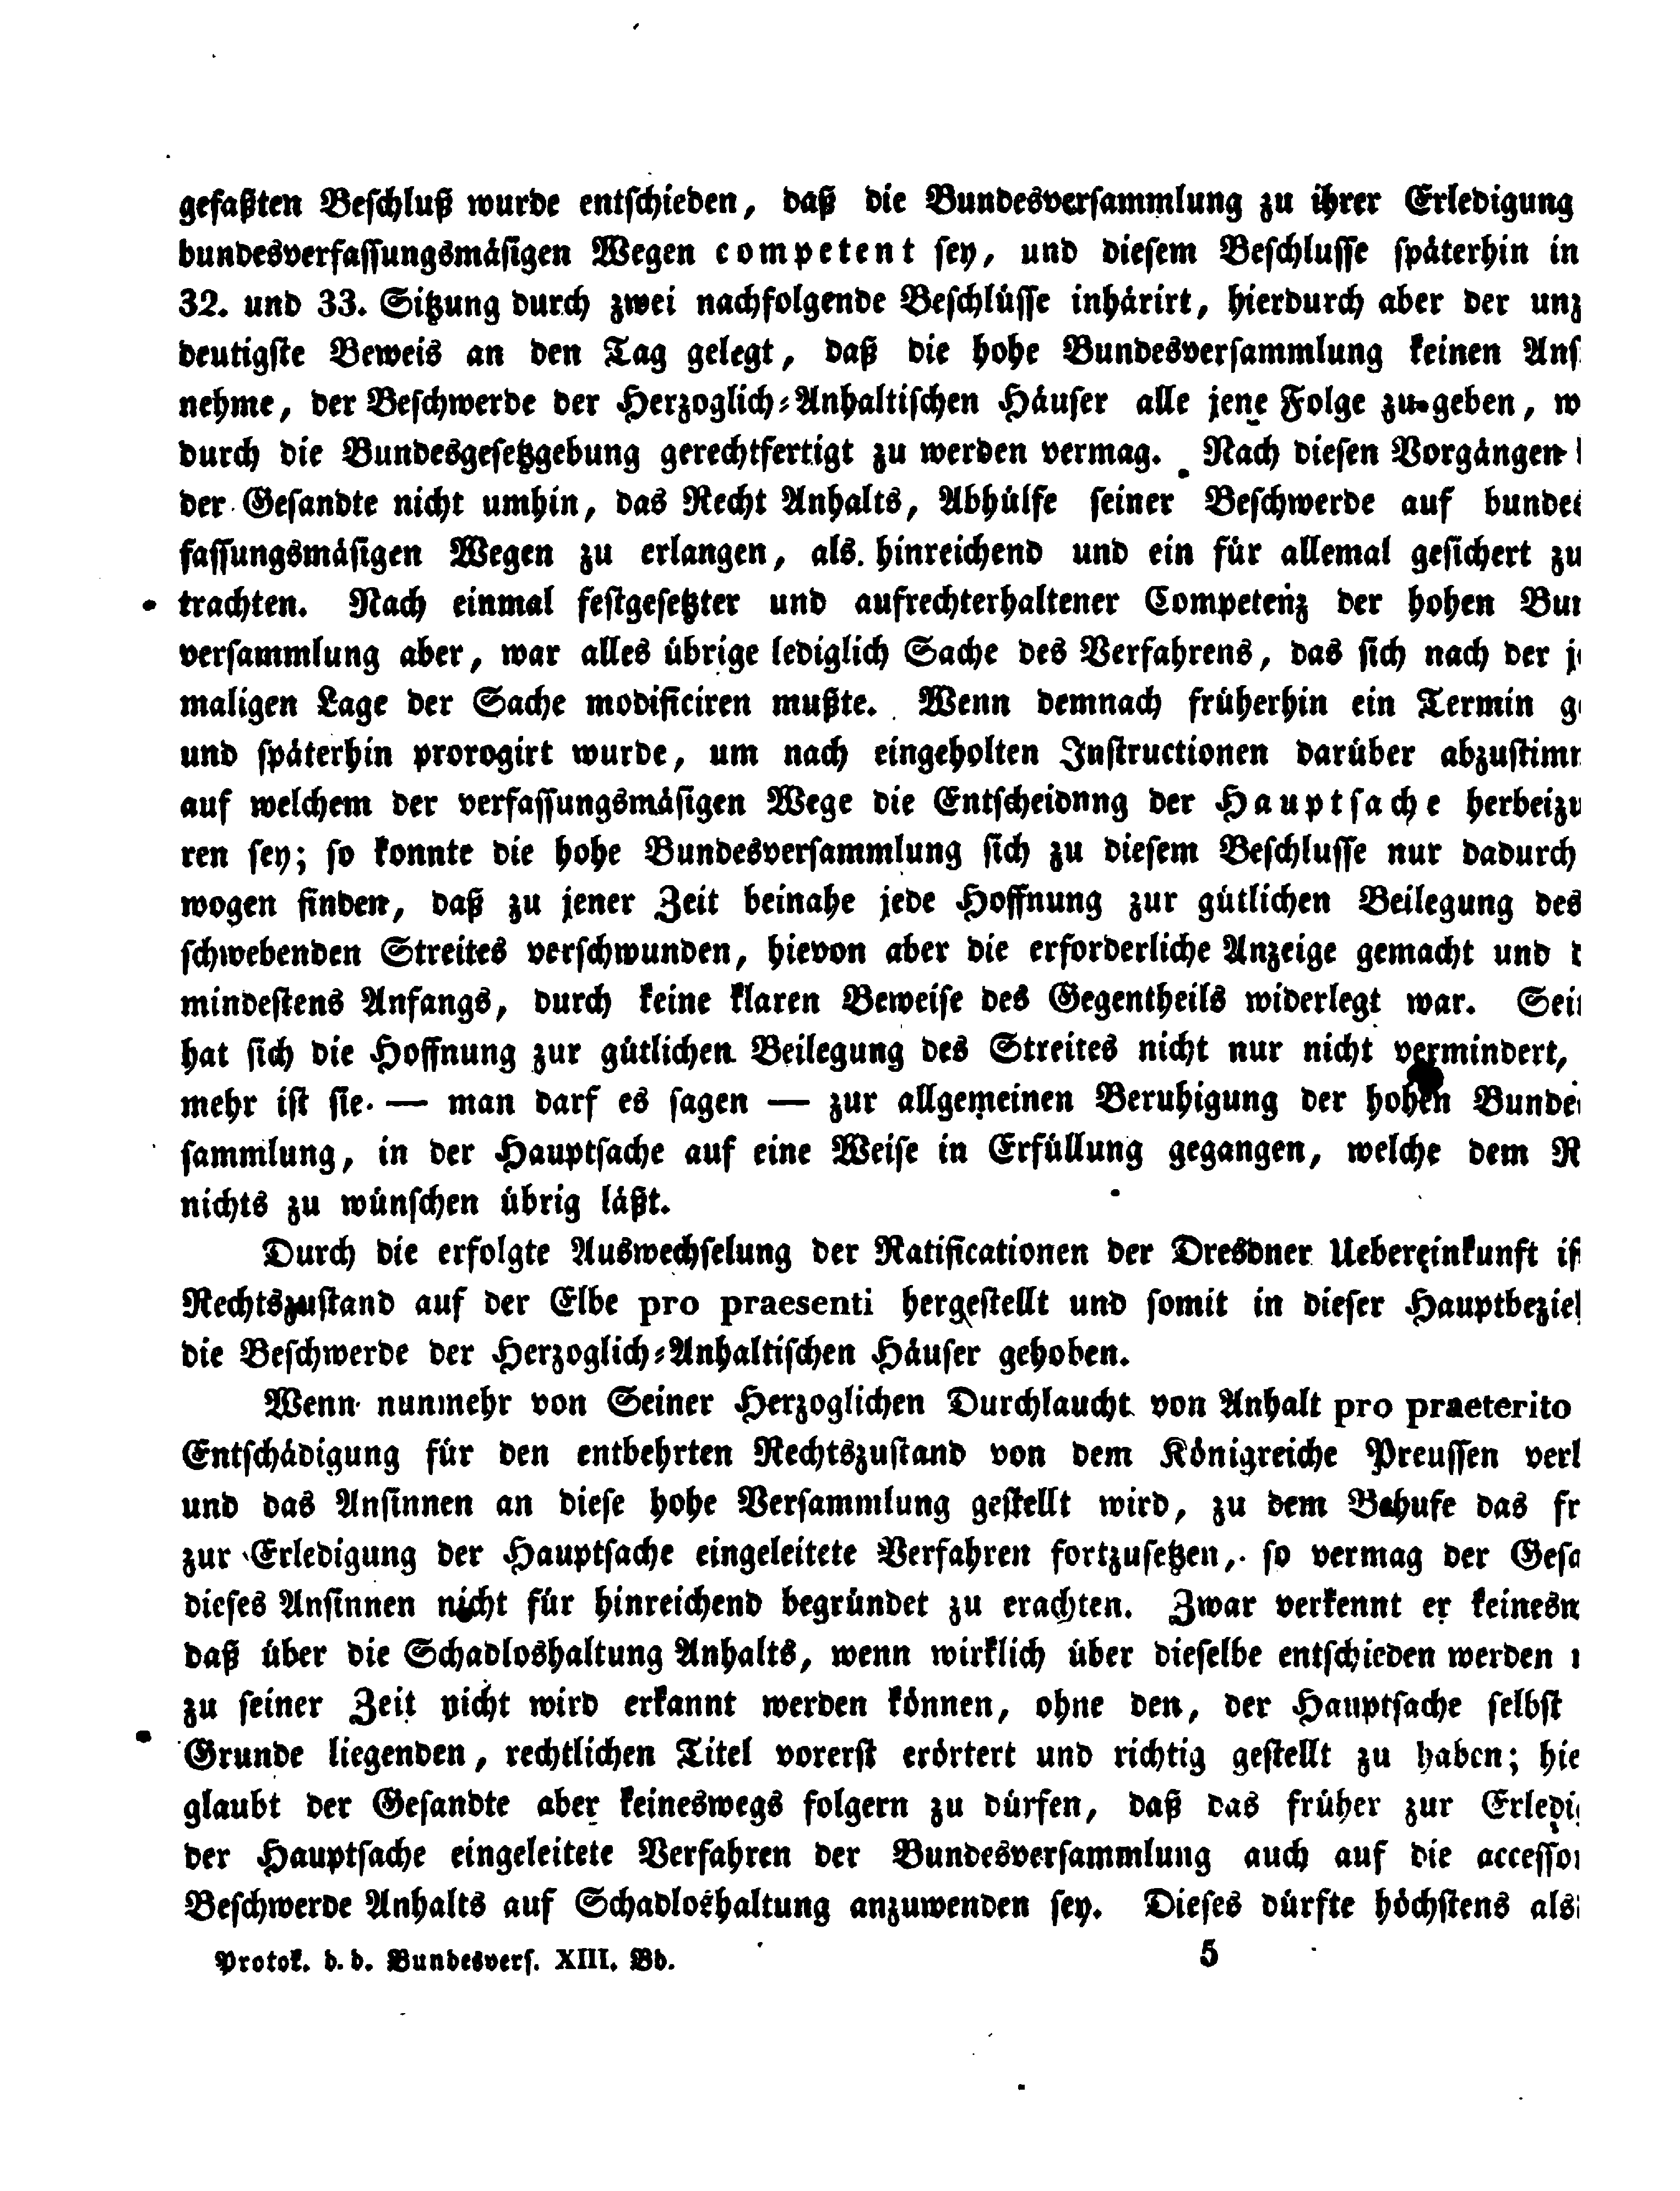 gefaßten Beschluß wurde entschieden, daß die Bundesversammlung zu ihrer Erledigung
bundesverfassungsmäsigen Wegen competent sey, und diesem Beschlusse späterhin in
32. und 33. Sitzung durch zwei nachfolgende Beschlüsse inhärirt, hierdurch aber der unz
deutigste Beweis an den Tag gelegt, daß die hohe Bundesversammlung keinen Ans
nehme, der Beschwerde der Herzoglich-Anhaltischen Häuser alle jene Folge zu geben, w
durch die Bundesgesetzgebung gerechtfertigt zu werden vermag. Nach diesen Vorgängen
der Gesandte nicht umhin, das Recht Anhalts, Abhülfe seiner Beschwerde auf bundes
fassungsmäsigen Wegen zu erlangen, als hinreichend und ein für allemal gesichert zu
trachten. Nach einmal festgesetzter und aufrechterhaltener Competenz der hohen Bun
versammlung aber, war alles übrige lediglich Sache des Verfahrens, das sich nach der je
maligen Lage der Sache modificiren mußte. Wenn demnach früherhin ein Termin ge
und späterhin prorogirt wurde, um nach eingeholten Instructionen darüber abzustimm
auf welchem der verfassungsmäsigen Wege die Entscheidnng der Hauptsache herbeizu
ren sey; so konnte die hohe Bundesversammlung sich zu diesem Beschlusse nur dadurch
wogen finden, daß zu jener Zeit beinahe jede Hoffnung zur gütlichen Beilegung des
schwebenden Streites verschwunden, hievon aber die erforderliche Anzeige gemacht und d
mindestens Anfangs, durch keine klaren Beweise des Gegentheils widerlegt war. Sein
hat sich die Hoffnung zur gütlichen Beilegung des Streites nicht nur nicht vermindert,
mehr ist sie — man darf es sagen — zur allgemeinen Beruhigung der hohen Bunde
sammlung, in der Hauptsache auf eine Weise in Erfüllung gegangen, welche dem R
nichts zu wünschen übrig läßt.
Durch die erfolgte Auswechselung der Ratificationen der Dresdner Uebereinkunft is
Rechtszustand auf der Elbe pro praesenti hergestellt und somit in dieser Hauptbezieh
die Beschwerde der Herzoglich-Anhaltischen Häuser gehoben.
Wenn nunmehr von Seiner Herzoglichen Durchlaucht von Anhalt pro praeterito
Entschädigung für den entbehrten Rechtszustand von dem Königreiche Preussen verl
und das Ansinnen an diese hohe Versammlung gestellt wird, zu dem Behufe das fr
zur Erledigung der Hauptsache eingeleitete Verfahren fortzusetzen, so vermag der Gesa
dieses Ansinnen nicht für hinreichend begründet zu erachten. Zwar verkennt er keinesw
daß über die Schadloshaltung Anhalts, wenn wirklich über dieselbe entschieden werden
zu seiner Zeit nicht wird erkannt werden können, ohne den, der Hauptsache selbst
Grunde liegenden, rechtlichen Titel vorerst erörtert und richtig gestellt zu haben; hie
glaubt der Gesandte aber keineswegs folgern zu dürfen, daß das früher zur Erledig
der Hauptsache eingeleitete Verfahren der Bundesversammlung auch auf die accessor
Beschwerde Anhalts auf Schadloshaltung anzuwenden sey. Dieses dürfte höchstens als
Protok. d. d. Bundesvers. XIII. Bd. 5